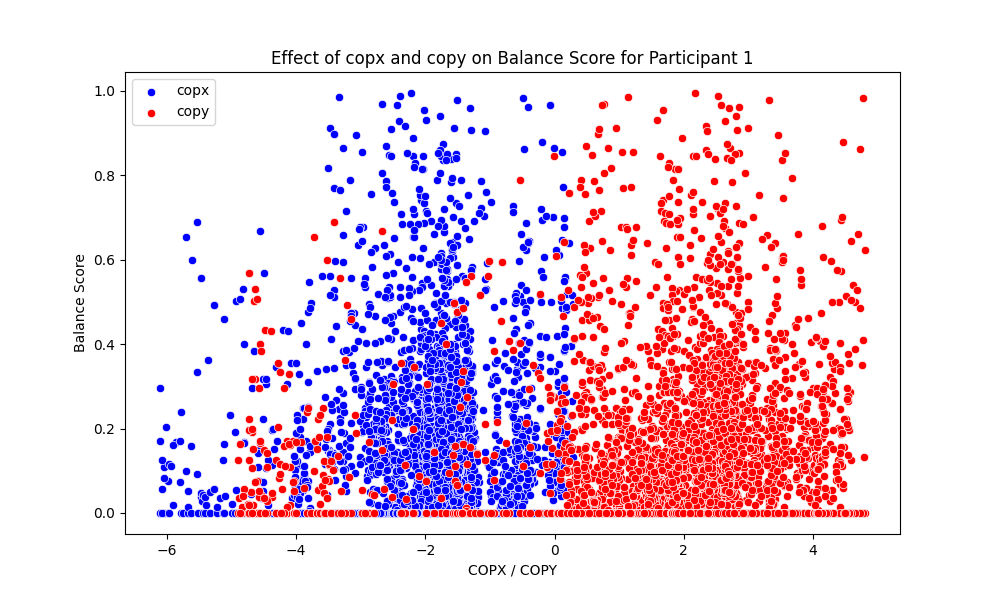 Effect of copx and copy on Balance Score for Participant 1
copx
copy
Balance Score
1.0
0.8
0.6
0.4
0.2
0.0
−6 −4 −2 0 2 4
COPX / COPY